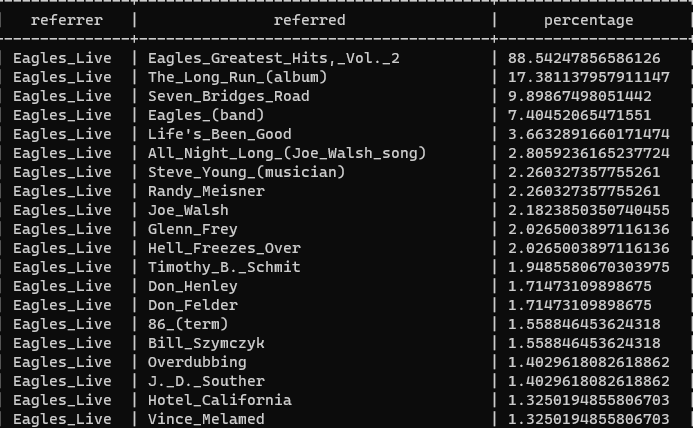 referrer | referred | percentage
Eagles_Live | Eagles_Greatest_Hits,_Vol._2 | 88.54247856586126
Eagles_Live | The_Long_Run_(album) | 17.381137957911147
Eagles_Live | Seven_Bridges_Road | 9.89867498051442
Eagles_Live | Eagles_(band) | 7.40452065471551
Eagles_Live | Life's_Been_Good | 3.6632891660171474
Eagles_Live | All_Night_Long_(Joe_Walsh_song) | 2.8059236165237724
Eagles_Live | Steve_Young_(musician) | 2.260327357755261
Eagles_Live | Randy_Meisner | 2.260327357755261
Eagles_Live | Joe_Walsh | 2.1823850350740455
Eagles_Live | Glenn_Frey | 2.0265003897116136
Eagles_Live | Hell_Freezes_Over | 2.0265003897116136
Eagles_Live | Timothy_B._Schmit | 1.9485580670303975
Eagles_Live | Don_Henley | 1.71473109898675
Eagles_Live | Don_Felder | 1.71473109898675
Eagles_Live | 86_(term) | 1.558846453624318
Eagles_Live | Bill_Szymczyk | 1.558846453624318
Eagles_Live | Overdubbing | 1.4029618082618862
Eagles_Live | J._D._Souther | 1.4029618082618862
Eagles_Live | Hotel_California | 1.3250194855806703
Eagles_Live | Vince_Melamed | 1.3250194855806703